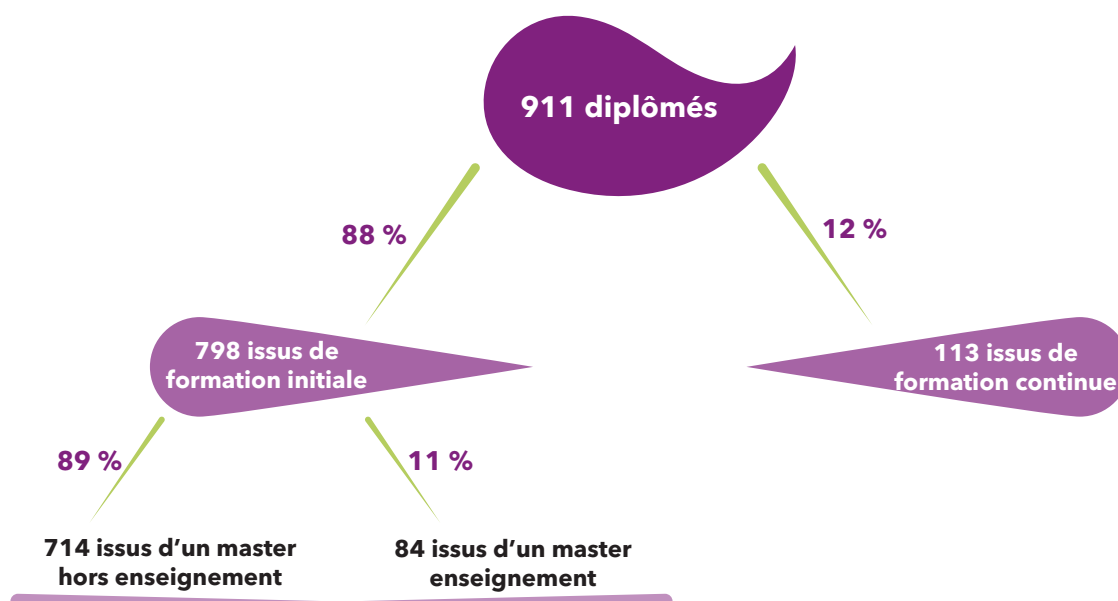 911 diplômés
88 %
12 %
798 issus de
formation initiale
113 issus de
formation continue
89 %
11 %
714 issus d’un master
hors enseignement
84 issus d’un master
enseignement